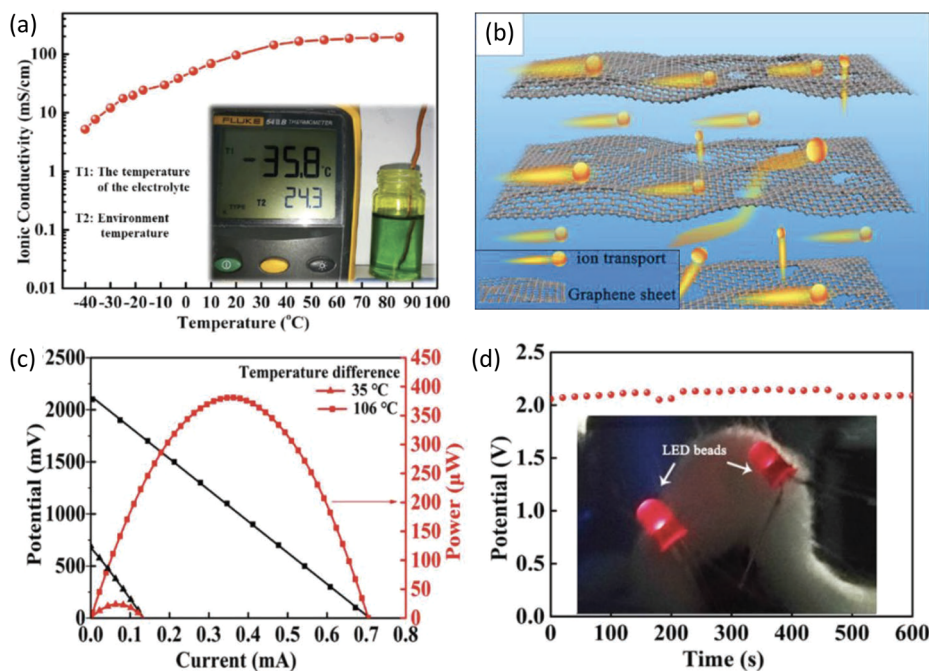 (a)
Ionic Conductivity (mS/cm)
100
10
1
0.1
0.01
-40
-30
-20
-10
0
10
20
30
40
50
60
70
80
90
100
Temperature (°C)
T1: The temperature
of the electrolyte
T2: Environment
temperature
FLUKE
THERMOMETER
T1
-35.8 °C
T2
24.3
(b)
ion transport
Graphene sheet
(c)
Potential (mV)
2500
2000
1500
1000
500
0
Temperature difference
35 °C
106 °C
450
400
350
300
250
200
150
100
50
0
Power (μW)
0.0
0.1
0.2
0.3
0.4
0.5
0.6
0.7
0.8
Current (mA)
(d)
Potential (V)
2.5
2.0
1.5
1.0
0.5
0.0
LED beads
0
100
200
300
400
500
600
Time (s)